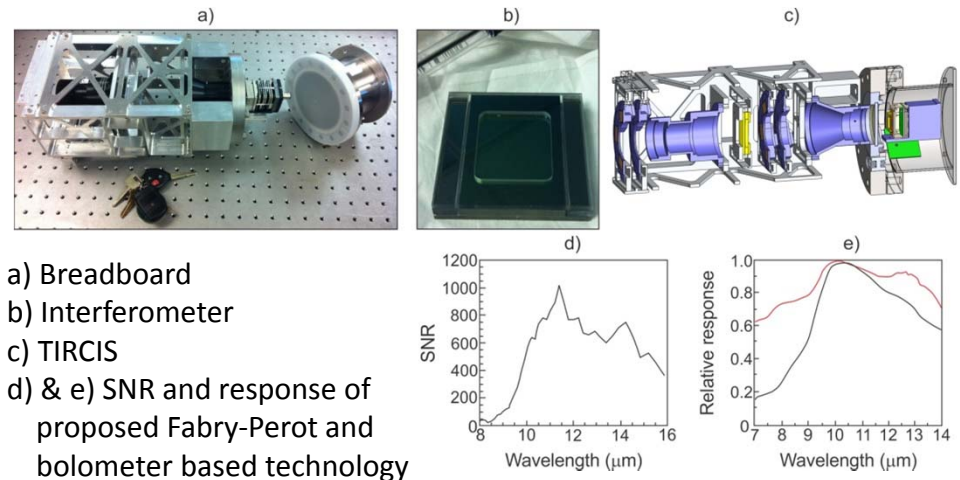 a)
b)
c)
a) Breadboard
b) Interferometer
c) TIRCIS
d) & e) SNR and response of
proposed Fabry-Perot and
bolometer based technology
d)
1200
1000
800
600
400
200
0
SNR
8 10 12 14 16
Wavelength (μm)
e)
1.0
0.8
0.6
0.4
0.2
0
Relative response
7 8 9 10 11 12 13 14
Wavelength (μm)